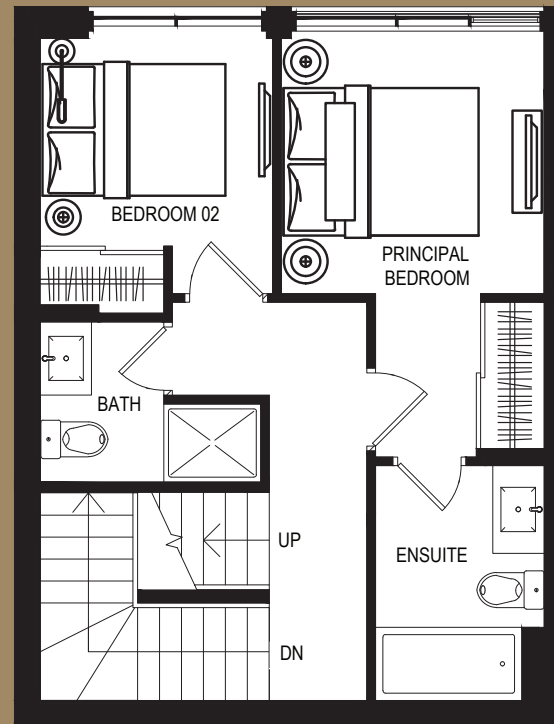 BEDROOM 02
PRINCIPAL
BEDROOM
BATH
UP
ENSUITE
DN